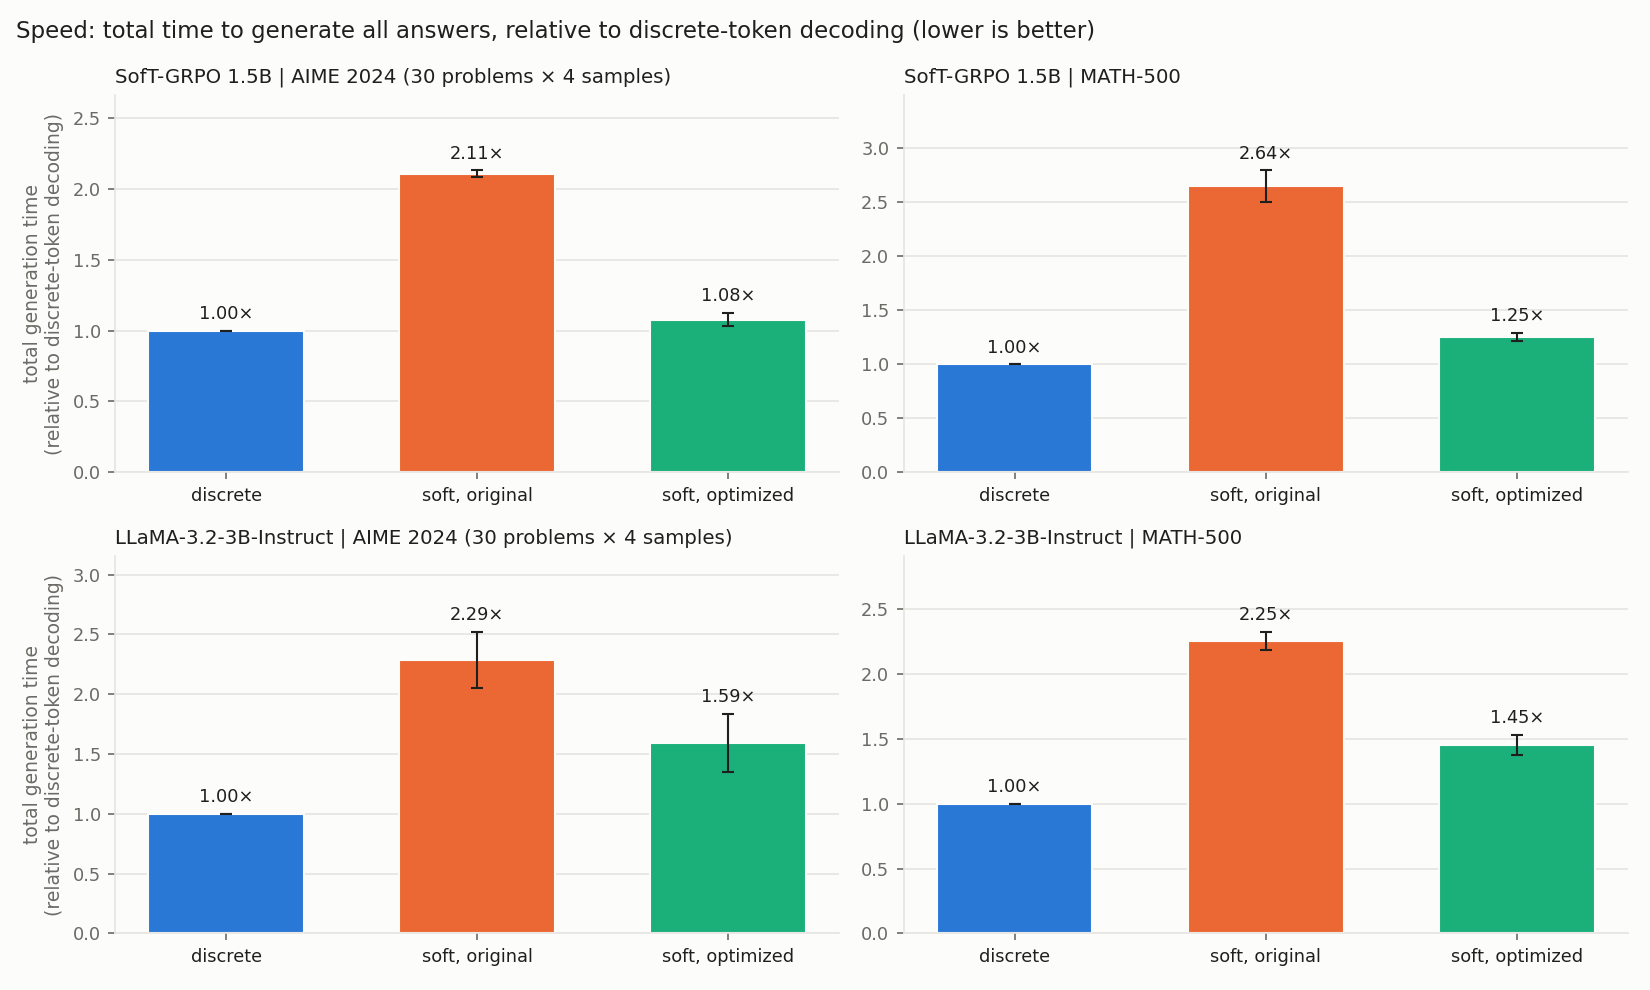 Speed: total time to generate all answers, relative to discrete-token decoding (lower is better)
SofT-GRPO 1.5B | AIME 2024 (30 problems × 4 samples)
total generation time
(relative to discrete-token decoding)
2.5
2.0
1.5
1.0
0.5
0.0
1.00×
2.11×
1.08×
discrete
soft, original
soft, optimized
SofT-GRPO 1.5B | MATH-500
3.0
2.5
2.0
1.5
1.0
0.5
0.0
1.00×
2.64×
1.25×
discrete
soft, original
soft, optimized
LLaMA-3.2-3B-Instruct | AIME 2024 (30 problems × 4 samples)
total generation time
(relative to discrete-token decoding)
3.0
2.5
2.0
1.5
1.0
0.5
0.0
1.00×
2.29×
1.59×
discrete
soft, original
soft, optimized
LLaMA-3.2-3B-Instruct | MATH-500
2.5
2.0
1.5
1.0
0.5
0.0
1.00×
2.25×
1.45×
discrete
soft, original
soft, optimized